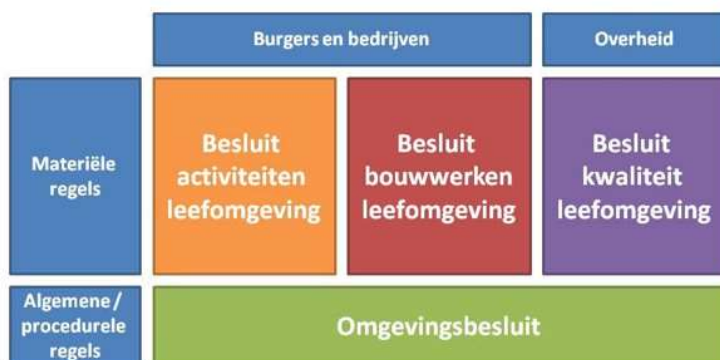 Burgers en bedrijven
Overheid
Materiële
regels
Besluit
activiteiten
leefomgeving
Besluit
bouwwerken
leefomgeving
Besluit
kwaliteit
leefomgeving
Algemene /
procedurele
regels
Omgevingsbesluit